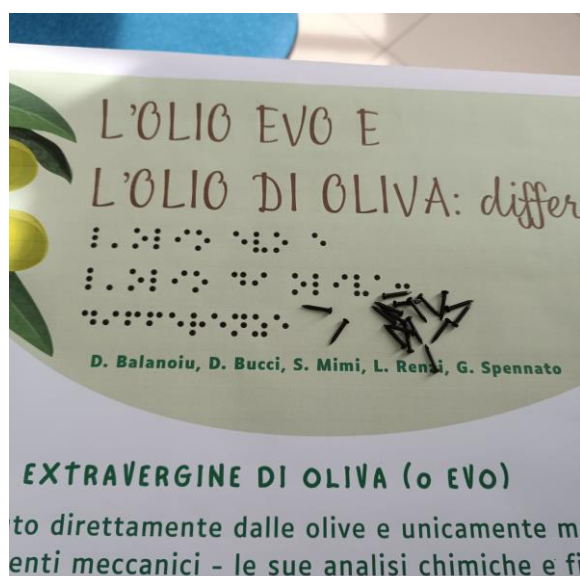 L'OLIO EVO E
L'OLIO DI OLIVA: differ
⠇⠄⠕⠇⠊⠕ ⠑⠧⠕ ⠑
⠇⠄⠕⠇⠊⠕ ⠙⠊ ⠕⠇⠊⠧⠁⠒
⠙⠊⠋⠋⠑⠗⠑⠝⠵⠑
D. Balanoiu, D. Bucci, S. Mimi, L. Renzi, G. Spennato
EXTRAVERGINE DI OLIVA (o EVO)
to direttamente dalle olive e unicamente m
enti meccanici - le sue analisi chimiche e fi